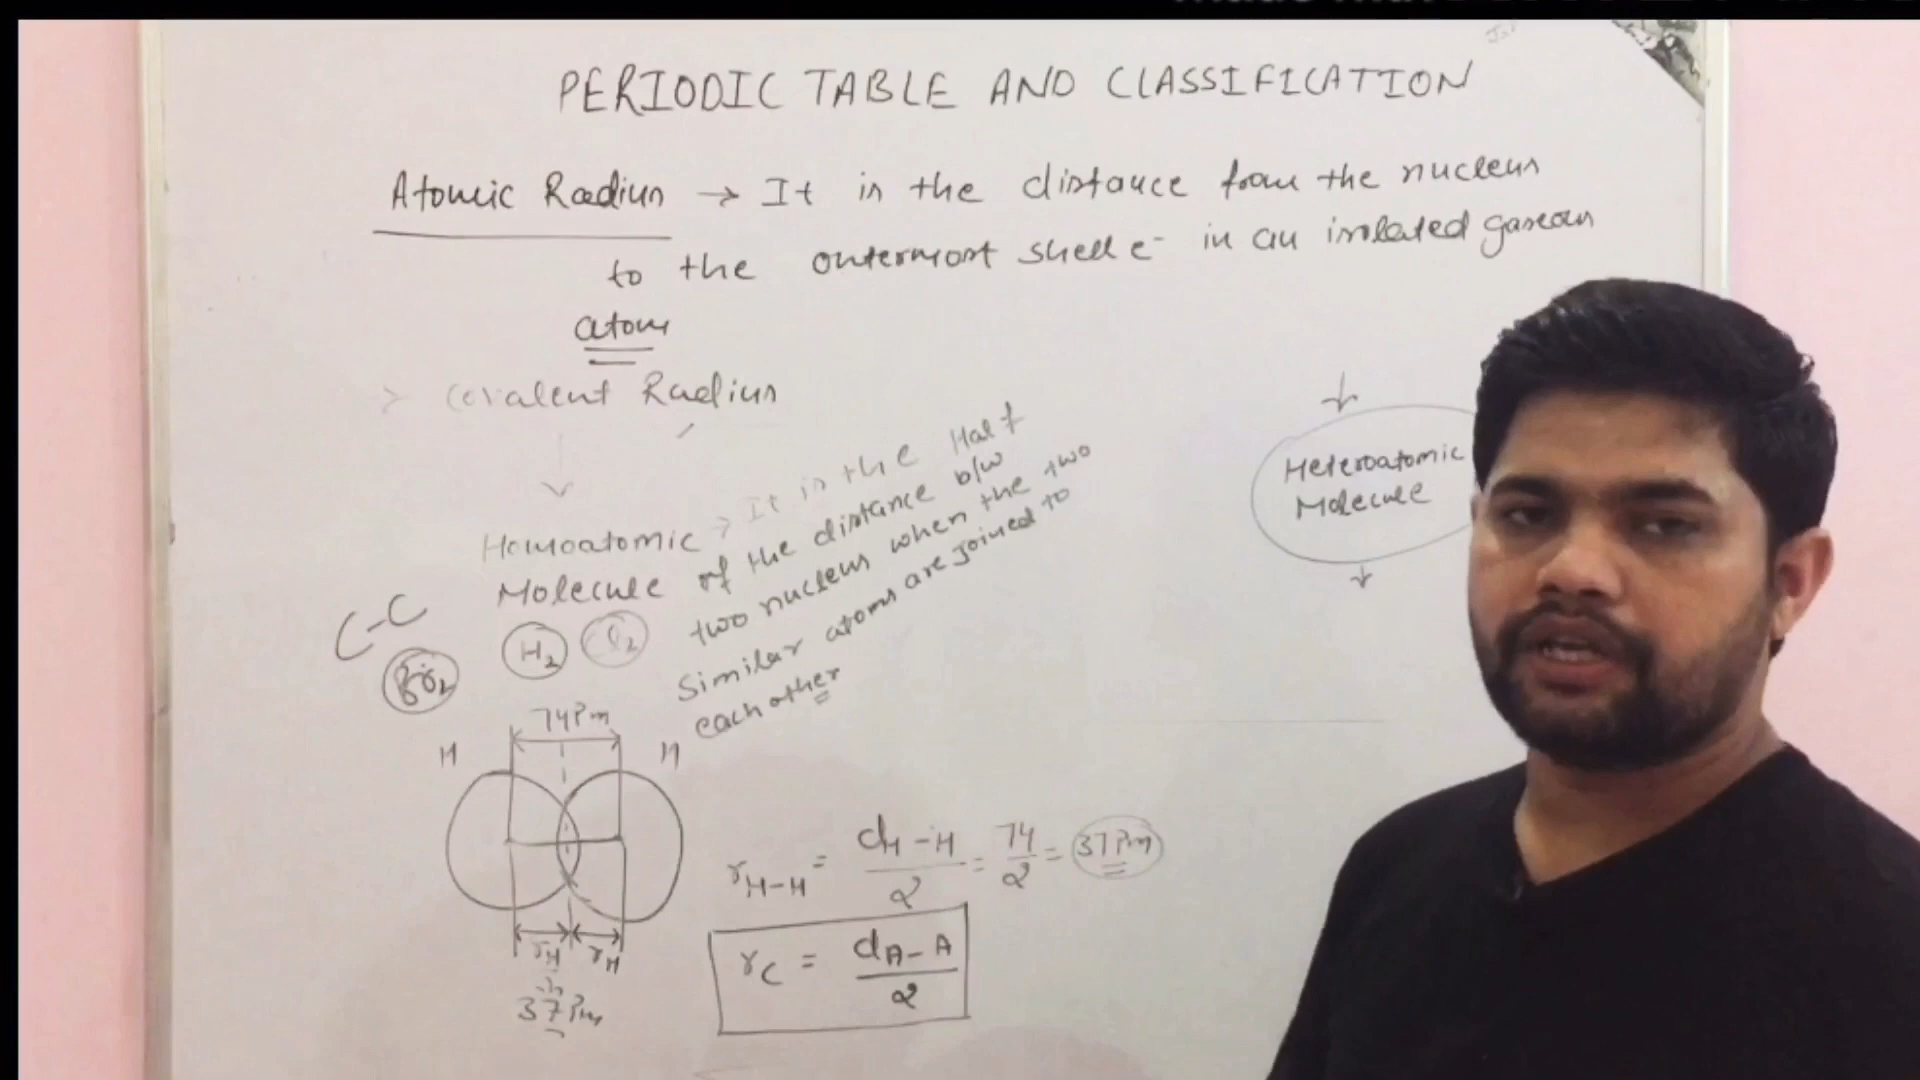 PERIODIC TABLE AND CLASSIFICATION
Atomic Radius → It is the distance from the nucleus
to the outermost shell e⁻ in an isolated gaseous
atom
> Covalent Radius
Homoatomic → It is the Half
Molecule of the distance b/w
two nucleus when the two
Similar atoms are joined to
each other
Heteroatomic
Molecule
C-C
Br₂
H₂
74Pm
H
H
r_H-H = d_H-H / 2 = 74 / 2 = 37Pm
r_H r_H
37Pm
r_C = d_A-A / 2